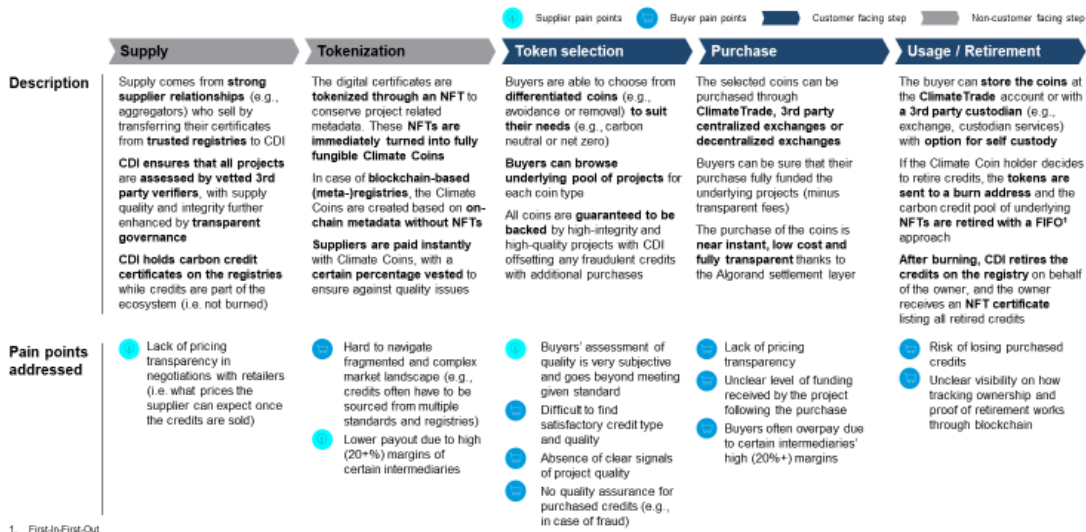 Supplier pain points
Buyer pain points
Customer facing step
Non-customer facing step
Supply
Tokenization
Token selection
Purchase
Usage / Retirement
Description
Supply comes from strong
supplier relationships (e.g.,
aggregators) who sell by
transferring their certificates
from trusted registries to CDI
CDI ensures that all projects
are assessed by vetted 3rd
party verifiers, with supply
quality and integrity further
enhanced by transparent
governance
CDI holds carbon credit
certificates on the registries
while credits are part of the
ecosystem (i.e. not burned)
The digital certificates are
tokenized through an NFT to
conserve project related
metadata. These NFTs are
immediately turned into fully
fungible Climate Coins
In case of blockchain-based
(meta-)registries, the Climate
Coins are created based on on-
chain metadata without NFTs
Suppliers are paid instantly
with Climate Coins, with a
certain percentage vested to
ensure against quality issues
Buyers are able to choose from
differentiated coins (e.g.,
avoidance or removal) to suit
their needs (e.g., carbon
neutral or net zero)
Buyers can browse
underlying pool of projects for
each coin type
All coins are guaranteed to be
backed by high-integrity and
high-quality projects with CDI
offsetting any fraudulent credits
with additional purchases
The selected coins can be
purchased through
ClimateTrade, 3rd party
centralized exchanges or
decentralized exchanges
Buyers can be sure that their
purchase fully funded the
underlying projects (minus
transparent fees)
The purchase of the coins is
near instant, low cost and
fully transparent thanks to
the Algorand settlement layer
The buyer can store the coins at
the ClimateTrade account or with
a 3rd party custodian (e.g.,
exchange, custodian services)
with option for self custody
If the Climate Coin holder decides
to retire credits, the tokens are
sent to a burn address and the
carbon credit pool of underlying
NFTs are retired with a FIFO¹
approach
After burning, CDI retires the
credits on the registry on behalf
of the owner, and the owner
receives an NFT certificate
listing all retired credits
Pain points
addressed
Lack of pricing
transparency in
negotiations with retailers
(i.e. what prices the
supplier can expect once
the credits are sold)
Hard to navigate
fragmented and complex
market landscape (e.g.,
credits often have to be
sourced from multiple
standards and registries)
Lower payout due to high
(20+%) margins of
certain intermediaries
Buyers' assessment of
quality is very subjective
and goes beyond meeting
given standard
Difficult to find
satisfactory credit type
and quality
Absence of clear signals
of project quality
No quality assurance for
purchased credits (e.g.,
in case of fraud)
Lack of pricing
transparency
Unclear level of funding
received by the project
following the purchase
Buyers often overpay due
to certain intermediaries'
high (20%+) margins
Risk of losing purchased
credits
Unclear visibility on how
tracking ownership and
proof of retirement works
through blockchain
1. First-In-First-Out